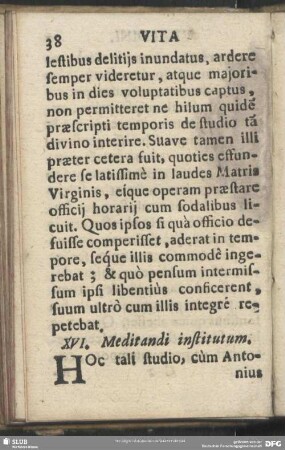 38 VITA
lestibus delitijs inundatus, ardere
semper videretur, atque majori-
bus in dies voluptatibus captus,
non permitteret ne hilum quidẽ
præscripti temporis de studio tã
divino interire. Suave tamen illi
præter cetera fuit, quoties effun-
dere se latissimè in laudes Matris
Virginis, eique operam præstare
officij horarij cum sodalibus li-
cuit. Quos ipsos si quà officio de-
fuisse comperisset, aderat in tem-
pore, seque illis commodè inge-
rebat; & quò pensum intermis-
sum ipsi libentiùs conficerent,
suum ultrò cum illis integrè re-
petebat.
XVI. Meditandi institutum.
HOc tali studio, cùm Anto-
nius
SLUB
DFG